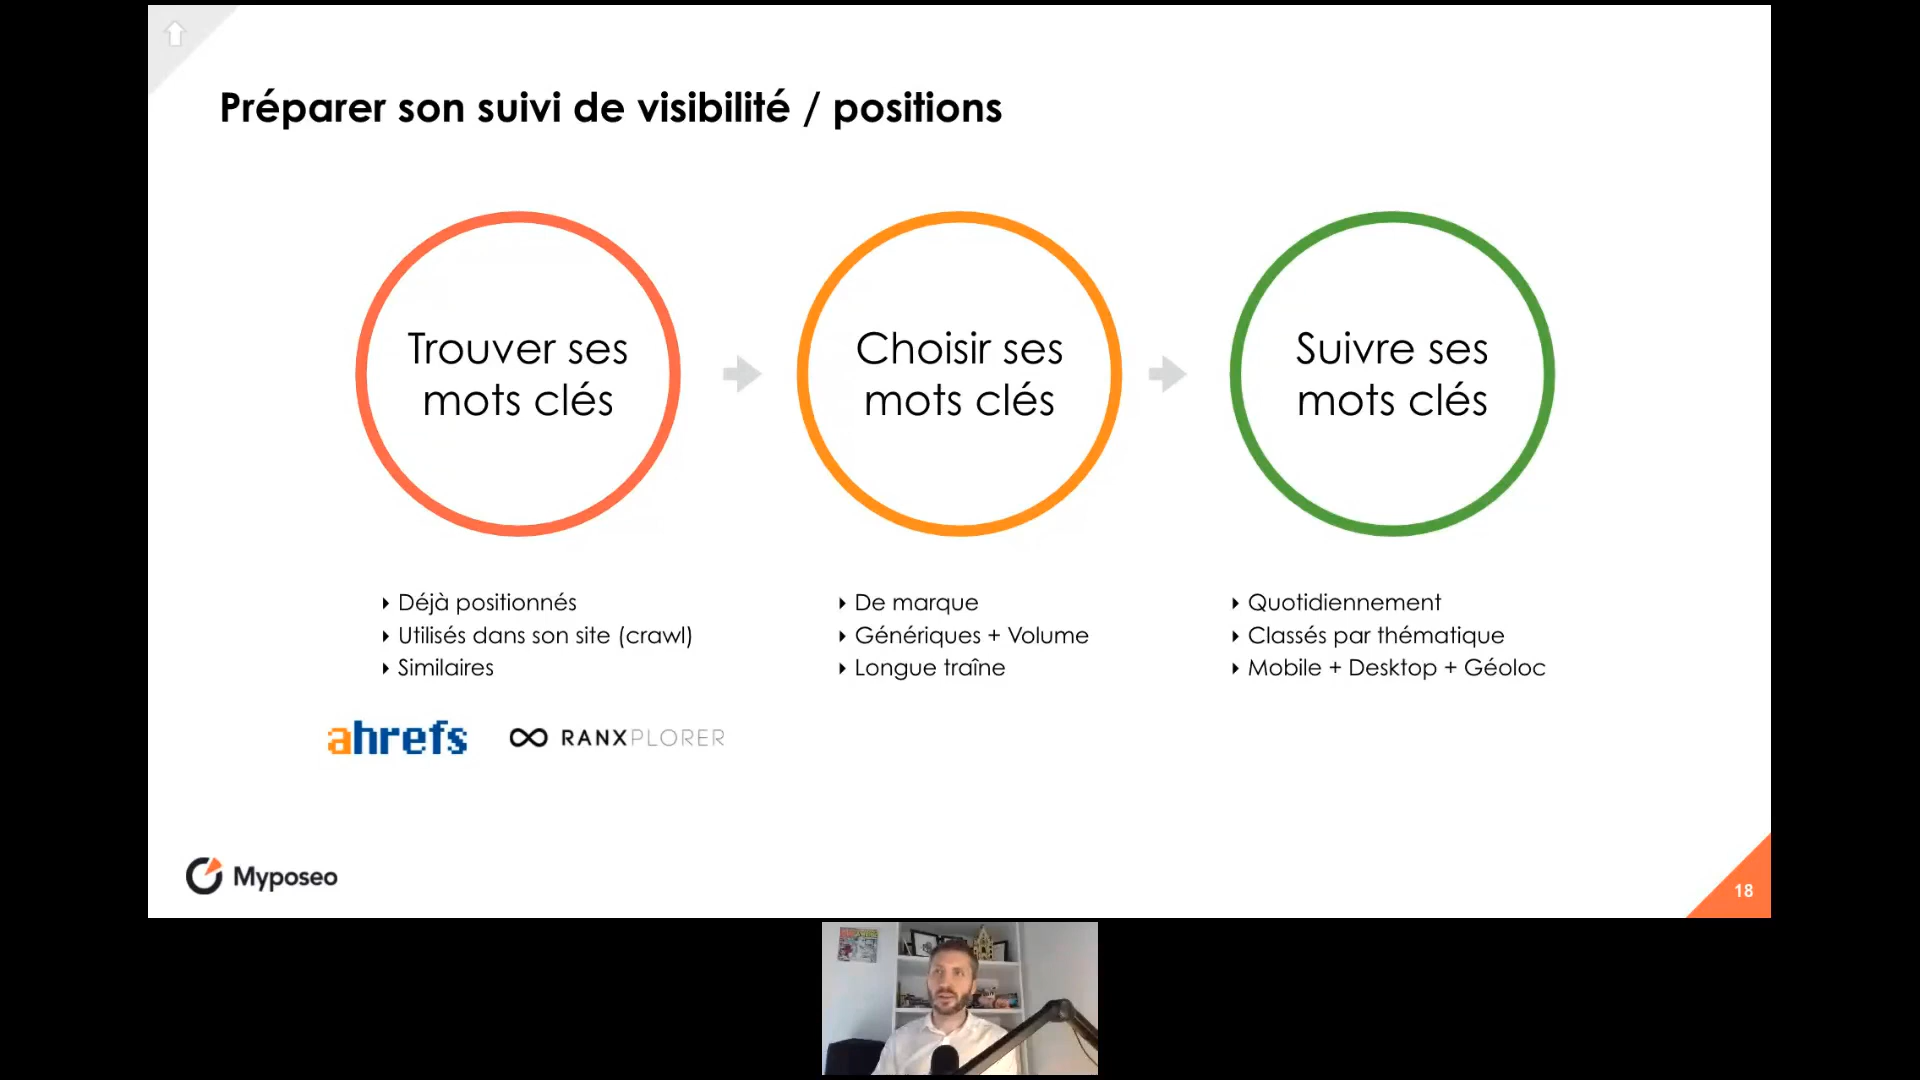 Préparer son suivi de visibilité / positions
Trouver ses
mots clés
Choisir ses
mots clés
Suivre ses
mots clés
Déjà positionnés
Utilisés dans son site (crawl)
Similaires
De marque
Génériques + Volume
Longue traîne
Quotidiennement
Classés par thématique
Mobile + Desktop + Géoloc
ahrefs
RANXPLORER
Myposeo
18